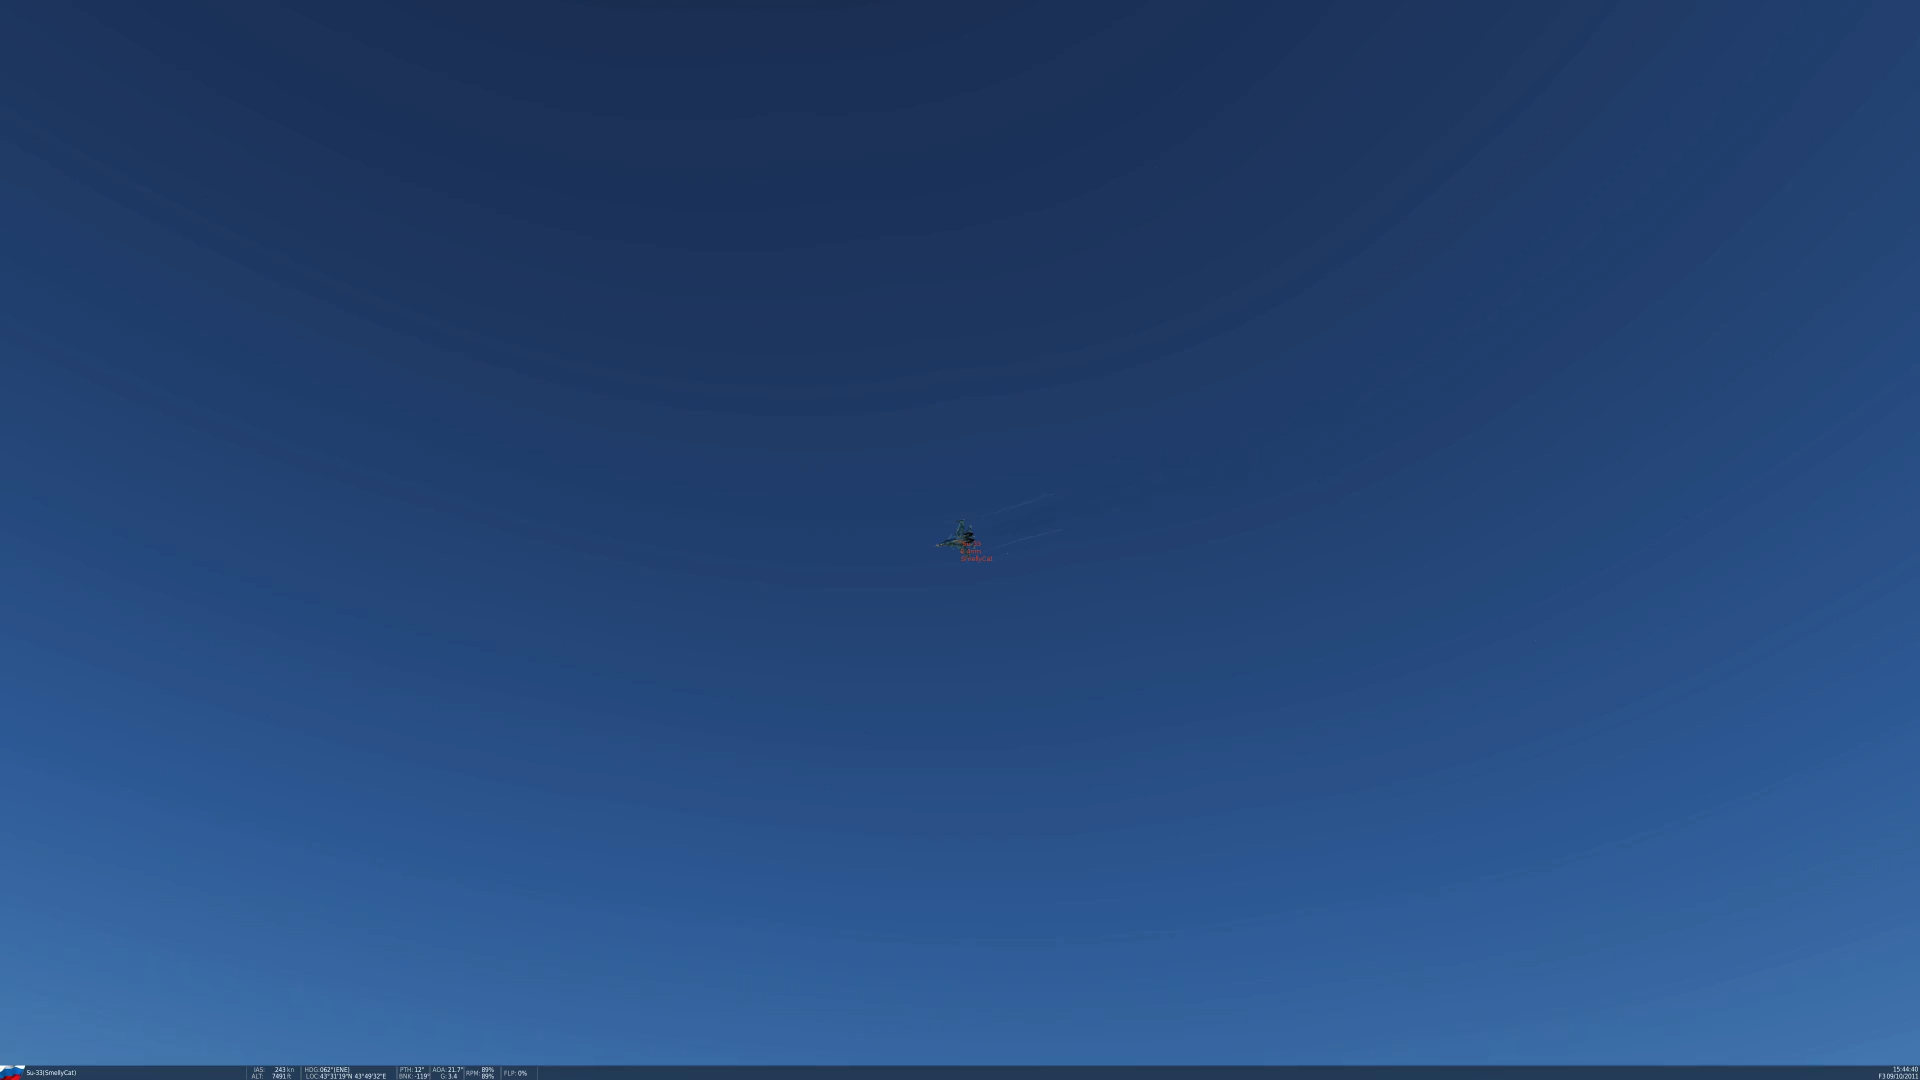 SmellyCat
Su-33(SmellyCat)
IAS: 243 kn
ALT: 7491 ft
HDG:062°(ENE)
LOC:43°31'19"N 43°49'32"E
PTH: 12°
BNK:-119°
AOA: 21.7°
G: 3.4
RPM: 89%
89%
FLP: 0%
15:44:40
F3 09/10/2011